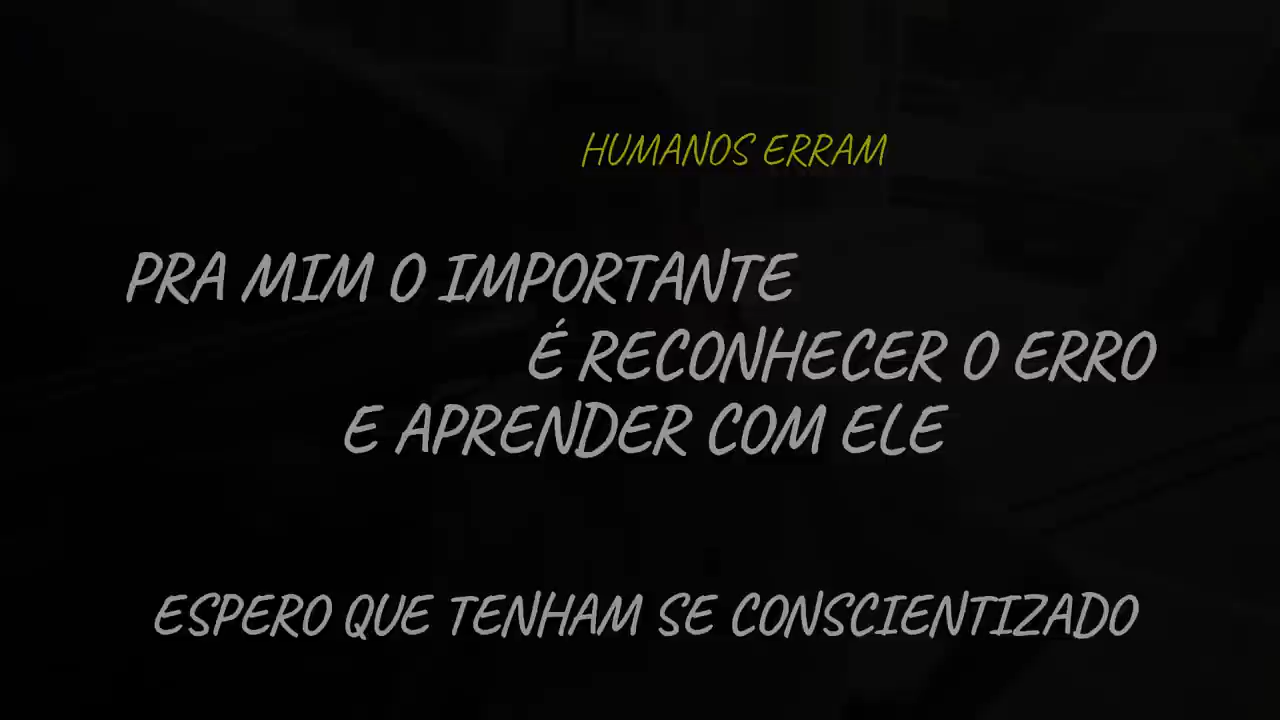 HUMANOS ERRAM
PRA MIM O IMPORTANTE
É RECONHECER O ERRO
E APRENDER COM ELE
ESPERO QUE TENHAM SE CONSCIENTIZADO